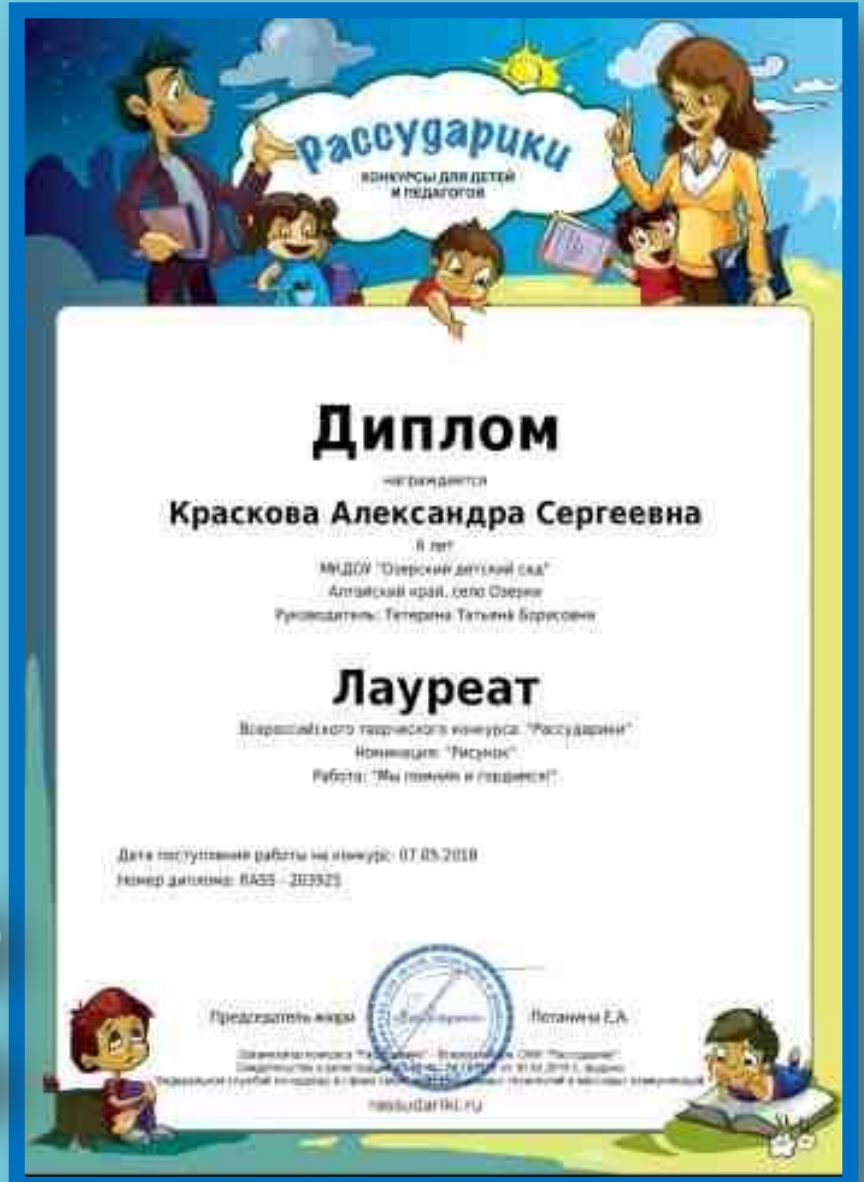 Рассударики
КОНКУРСЫ ДЛЯ ДЕТЕЙ
И ПЕДАГОГОВ
Диплом
награждается
Краскова Александра Сергеевна
6 лет
МКДОУ "Озерский детский сад"
Алтайский край, село Озерки
Руководитель: Тетерина Татьяна Борисовна
Лауреат
Всероссийского творческого конкурса "Рассударики"
Номинация: "Рисунок"
Работа: "Мы помним и гордимся!"
Дата поступления работы на конкурс: 07.05.2018
Номер диплома: RASS - 203925
Председатель жюри
Потанина Е.А.
rassudariki.ru